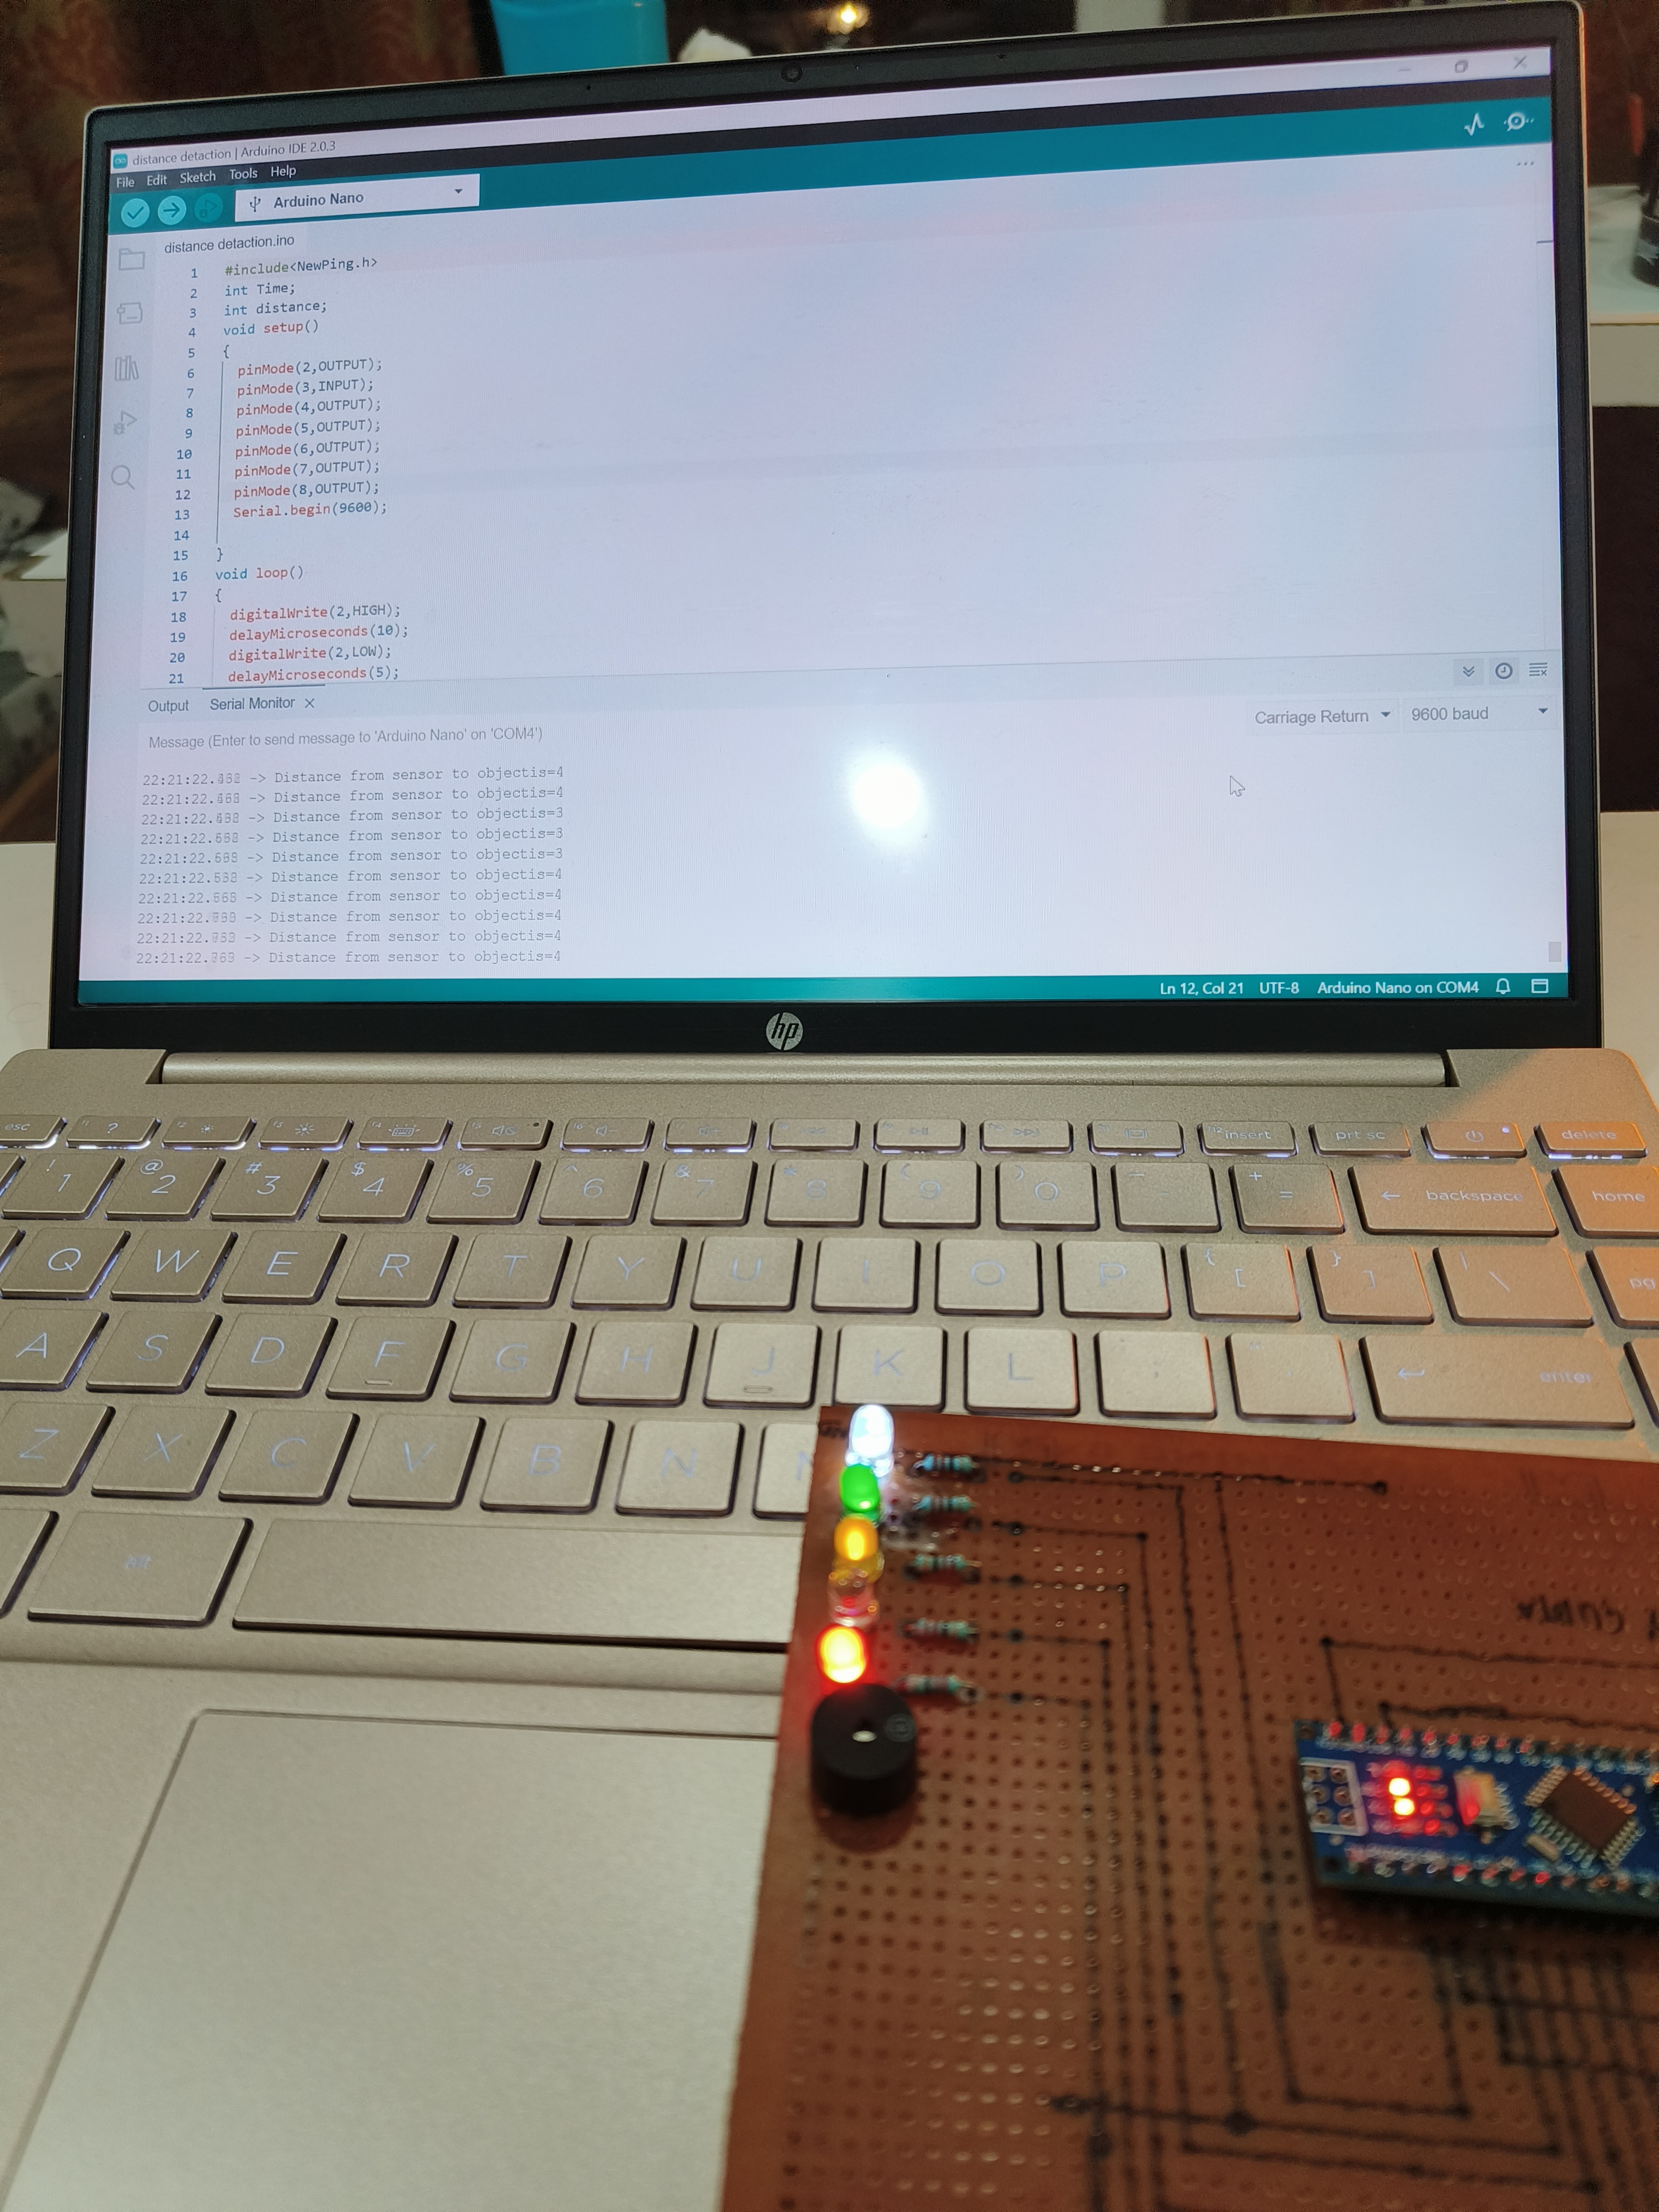 distance detaction | Arduino IDE 2.0.3
File Edit Sketch Tools Help
Arduino Nano
distance detaction.ino
1 #include<NewPing.h>
2 int Time;
3 int distance;
4 void setup()
5 {
6 pinMode(2,OUTPUT);
7 pinMode(3,INPUT);
8 pinMode(4,OUTPUT);
9 pinMode(5,OUTPUT);
10 pinMode(6,OUTPUT);
11 pinMode(7,OUTPUT);
12 pinMode(8,OUTPUT);
13 Serial.begin(9600);
14
15 }
16 void loop()
17 {
18 digitalWrite(2,HIGH);
19 delayMicroseconds(10);
20 digitalWrite(2,LOW);
21 delayMicroseconds(5);
Output Serial Monitor
Carriage Return 9600 baud
Message (Enter to send message to 'Arduino Nano' on 'COM4')
-> Distance from sensor to objectis=4
-> Distance from sensor to objectis=4
-> Distance from sensor to objectis=3
-> Distance from sensor to objectis=3
-> Distance from sensor to objectis=3
-> Distance from sensor to objectis=4
-> Distance from sensor to objectis=4
-> Distance from sensor to objectis=4
-> Distance from sensor to objectis=4
-> Distance from sensor to objectis=4
Ln 12, Col 21 UTF-8 Arduino Nano on COM4
hp
esc ? insert prt sc delete
! 1 @ 2 # 3 $ 4 % 5 ^ 6 & 7 * 8 ( 9 ) 0 - + = backspace home
Q W E R T Y U I O P { [ } ] | \ pg
A S D F G H J K L enter
Z X C V B N
alt
GUPTA